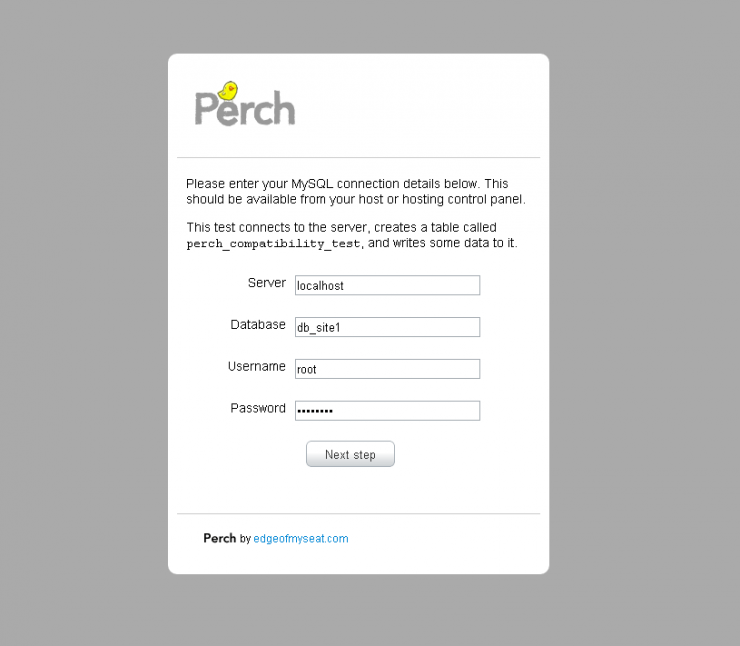 Perch
Please enter your MySQL connection details below. This
should be available from your host or hosting control panel.
This test connects to the server, creates a table called
perch_compatibility_test, and writes some data to it.
Server localhost
Database db_site1
Username root
Password ••••••••
Next step
Perch by edgeofmyseat.com